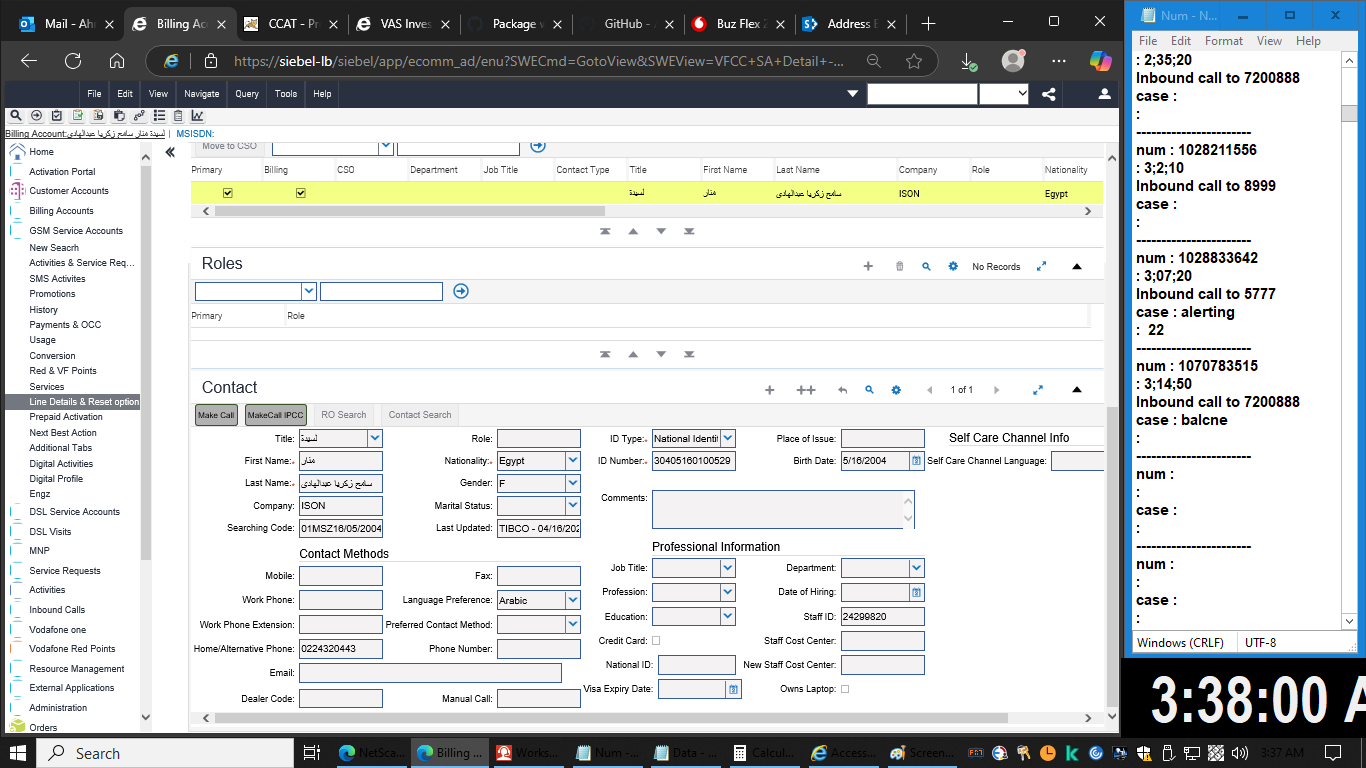 Mail - Ah
Billing Ac
CCAT - Pr
VAS Inves
Package v
GitHub -
Buz Flex 2
Address B
https://siebel-lb/siebel/app/ecomm_ad/enu?SWECmd=GotoView&SWEView=VFCC+SA+Detail+-...
File Edit View Navigate Query Tools Help
Billing Account:لسيدة منار سامح زكريا عبدالهادى | MSISDN:
Home
Activation Portal
Customer Accounts
Billing Accounts
GSM Service Accounts
New Seacrh
Activities & Service Req...
SMS Activites
Promotions
History
Payments & OCC
Usage
Conversion
Red & VF Points
Services
Line Details & Reset option
Prepaid Activation
Next Best Action
Additional Tabs
Digital Activities
Digital Profile
Engz
DSL Service Accounts
DSL Visits
MNP
Service Requests
Activities
Inbound Calls
Vodafone one
Vodafone Red Points
Resource Management
External Applications
Administration
Orders
Move to CSO
Primary Billing CSO Department Job Title Contact Type Title First Name Last Name Company Role Nationality
لسيدة منار سامح زكريا عبدالهادى ISON Egypt
Roles
No Records
Primary Role
Contact
1 of 1
Make Call MakeCall IPCC RO Search Contact Search
Title: لسيدة Role: ID Type: National Identi Place of Issue: Self Care Channel Info
First Name: منار Nationality: Egypt ID Number: 30405160100529 Birth Date: 5/16/2004 Self Care Channel Language:
Last Name: سامح زكريا عبدالهادى Gender: F
Company: ISON Marital Status: Comments:
Searching Code: 01MSZ16/05/2004 Last Updated: TIBCO - 04/16/202
Contact Methods Professional Information
Mobile: Fax: Job Title: Department:
Work Phone: Language Preference: Arabic Profession: Date of Hiring:
Work Phone Extension: Preferred Contact Method: Education: Staff ID: 24299820
Home/Alternative Phone: 0224320443 Phone Number: Credit Card: Staff Cost Center:
Email: National ID: New Staff Cost Center:
Dealer Code: Manual Call: Visa Expiry Date: Owns Laptop:
Num - N...
File Edit Format View Help
: 2;35;20
Inbound call to 7200888
case :
:
-----------------------
num : 1028211556
: 3;2;10
Inbound call to 8999
case :
:
-----------------------
num : 1028833642
: 3;07;20
Inbound call to 5777
case : alerting
: 22
-----------------------
num : 1070783515
: 3;14;50
Inbound call to 7200888
case : balcne
:
-----------------------
num :
:
case :
:
-----------------------
num :
:
case :
:
Windows (CRLF) UTF-8
3:38:00 A
Search
NetSca...
Billing ...
Works...
Num -...
Data -...
Calcul...
Access...
Screen...
3:37 AM